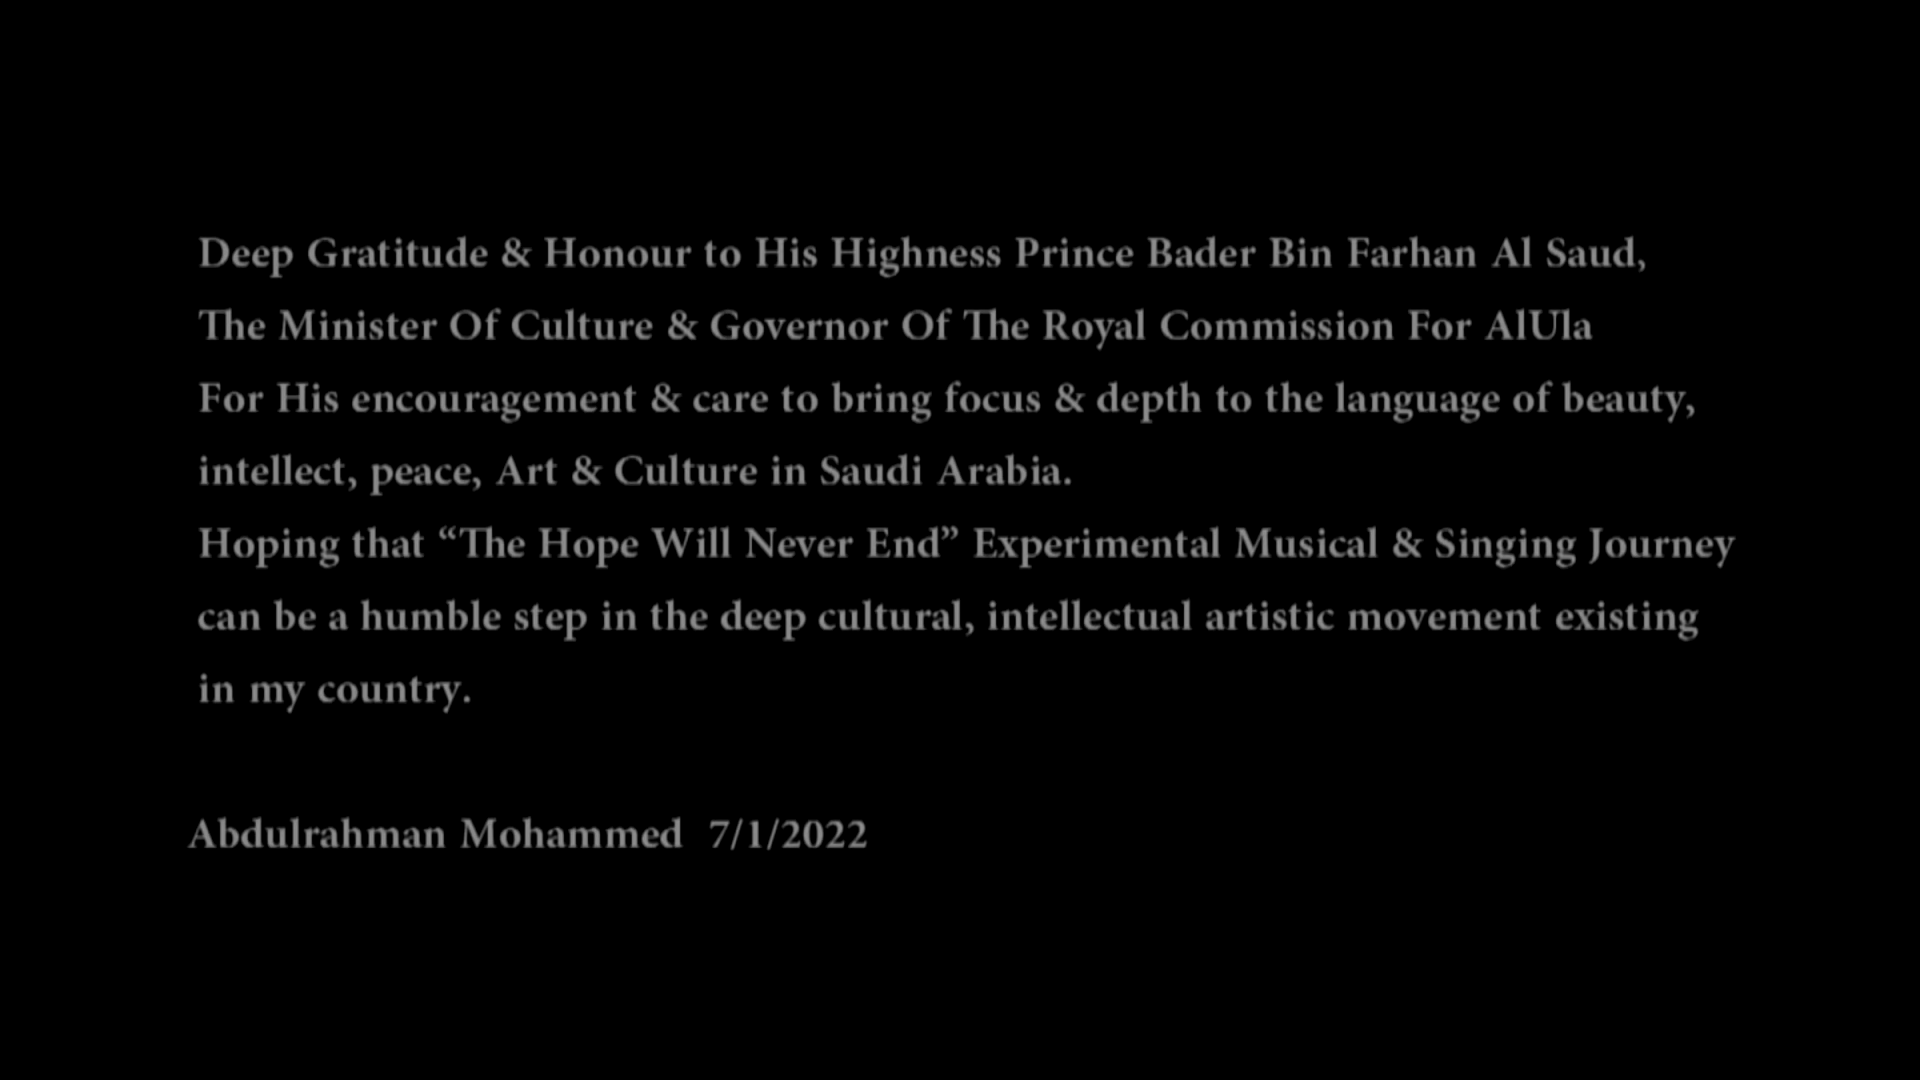 Deep Gratitude & Honour to His Highness Prince Bader Bin Farhan Al Saud,
The Minister Of Culture & Governor Of The Royal Commission For AlUla
For His encouragement & care to bring focus & depth to the language of beauty,
intellect, peace, Art & Culture in Saudi Arabia.
Hoping that “The Hope Will Never End” Experimental Musical & Singing Journey
can be a humble step in the deep cultural, intellectual artistic movement existing
in my country.
Abdulrahman Mohammed 7/1/2022